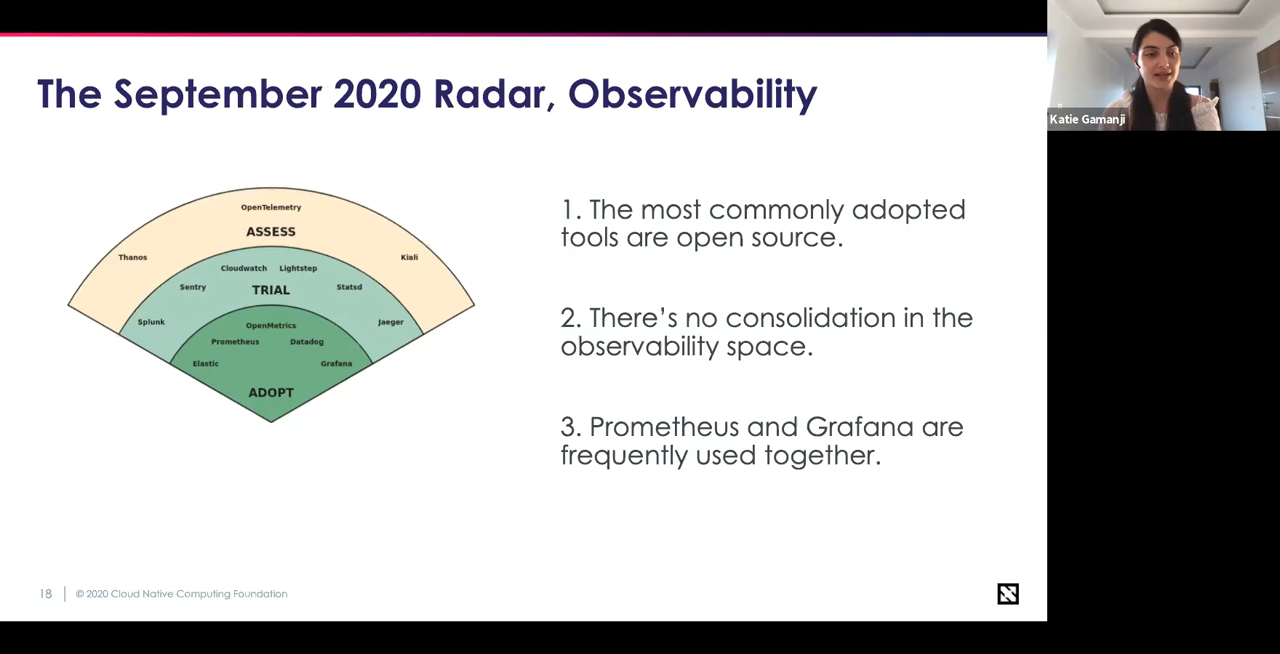 The September 2020 Radar, Observability
Katie Gamanji
OpenTelemetry
ASSESS
Thanos
Kiali
Cloudwatch Lightstep
Sentry
Statsd
TRIAL
Splunk
Jaeger
OpenMetrics
Prometheus
Datadog
Elastic
Grafana
ADOPT
1. The most commonly adopted
tools are open source.
2. There’s no consolidation in the
observability space.
3. Prometheus and Grafana are
frequently used together.
18
© 2020 Cloud Native Computing Foundation